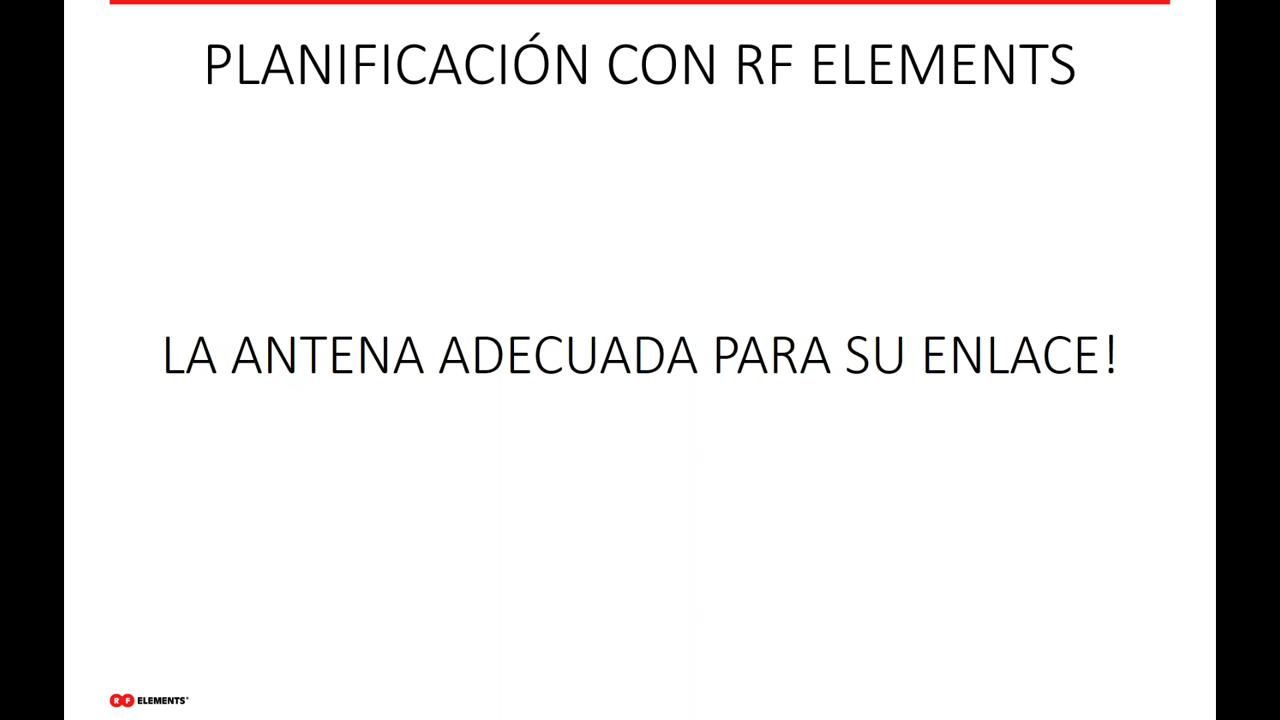 PLANIFICACIÓN CON RF ELEMENTS
LA ANTENA ADECUADA PARA SU ENLACE!
RF ELEMENTS